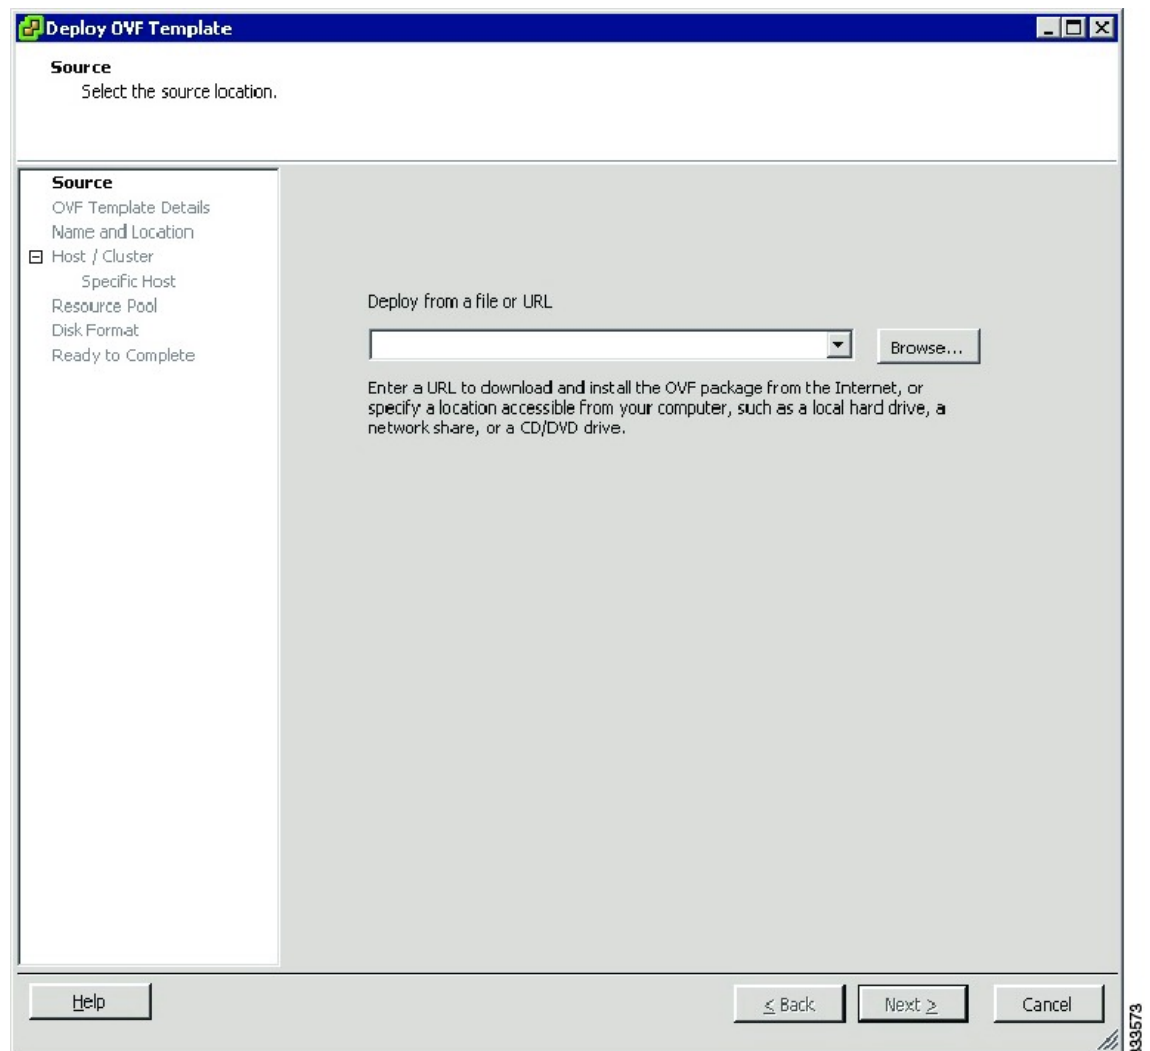 Deploy OVF Template
Source
Select the source location.
Source
OVF Template Details
Name and Location
Host / Cluster
Specific Host
Resource Pool
Disk Format
Ready to Complete
Deploy from a file or URL
Browse...
Enter a URL to download and install the OVF package from the Internet, or
specify a location accessible from your computer, such as a local hard drive, a
network share, or a CD/DVD drive.
Help
≤ Back
Next ≥
Cancel